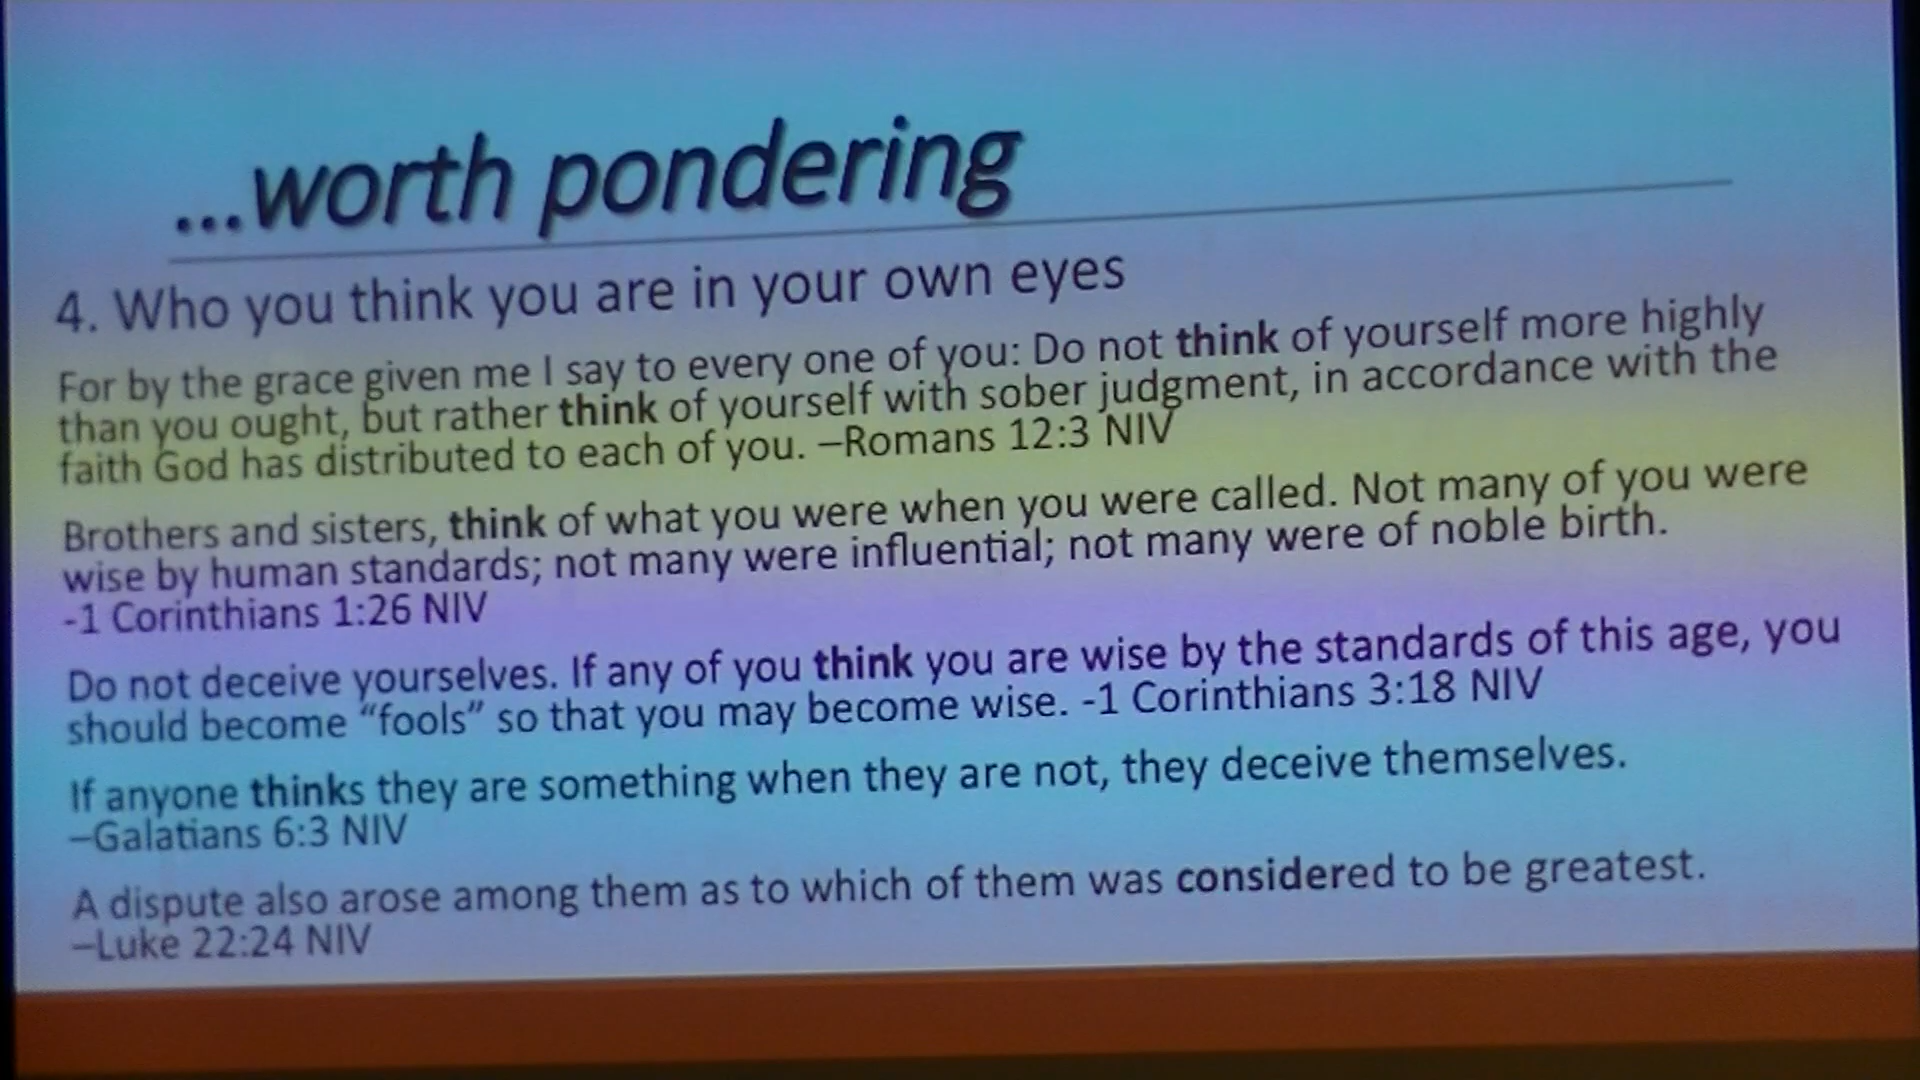 ...worth pondering
4. Who you think you are in your own eyes
For by the grace given me I say to every one of you: Do not think of yourself more highly
than you ought, but rather think of yourself with sober judgment, in accordance with the
faith God has distributed to each of you. –Romans 12:3 NIV
Brothers and sisters, think of what you were when you were called. Not many of you were
wise by human standards; not many were influential; not many were of noble birth.
-1 Corinthians 1:26 NIV
Do not deceive yourselves. If any of you think you are wise by the standards of this age, you
should become “fools” so that you may become wise. -1 Corinthians 3:18 NIV
If anyone thinks they are something when they are not, they deceive themselves.
–Galatians 6:3 NIV
A dispute also arose among them as to which of them was considered to be greatest.
–Luke 22:24 NIV